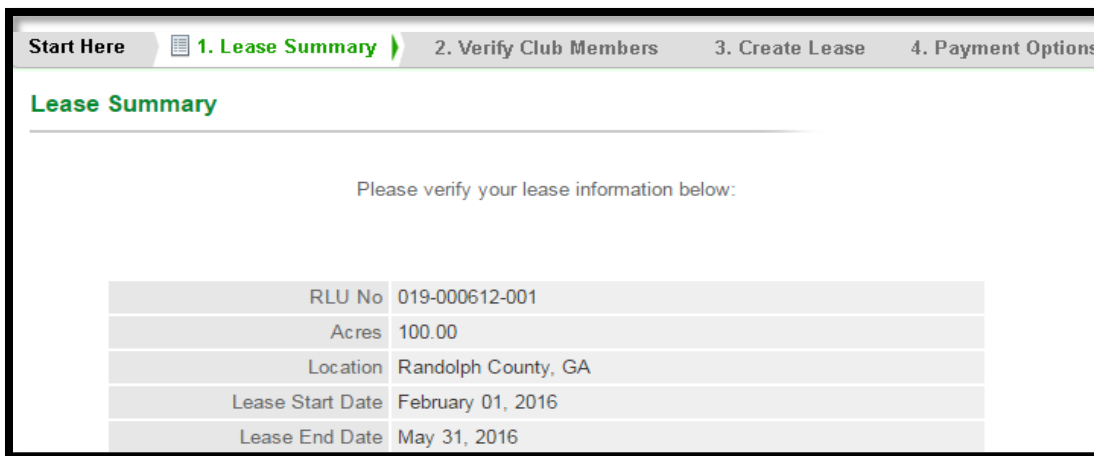 Start Here 1. Lease Summary 2. Verify Club Members 3. Create Lease 4. Payment Options
Lease Summary
Please verify your lease information below:
RLU No 019-000612-001
Acres 100.00
Location Randolph County, GA
Lease Start Date February 01, 2016
Lease End Date May 31, 2016